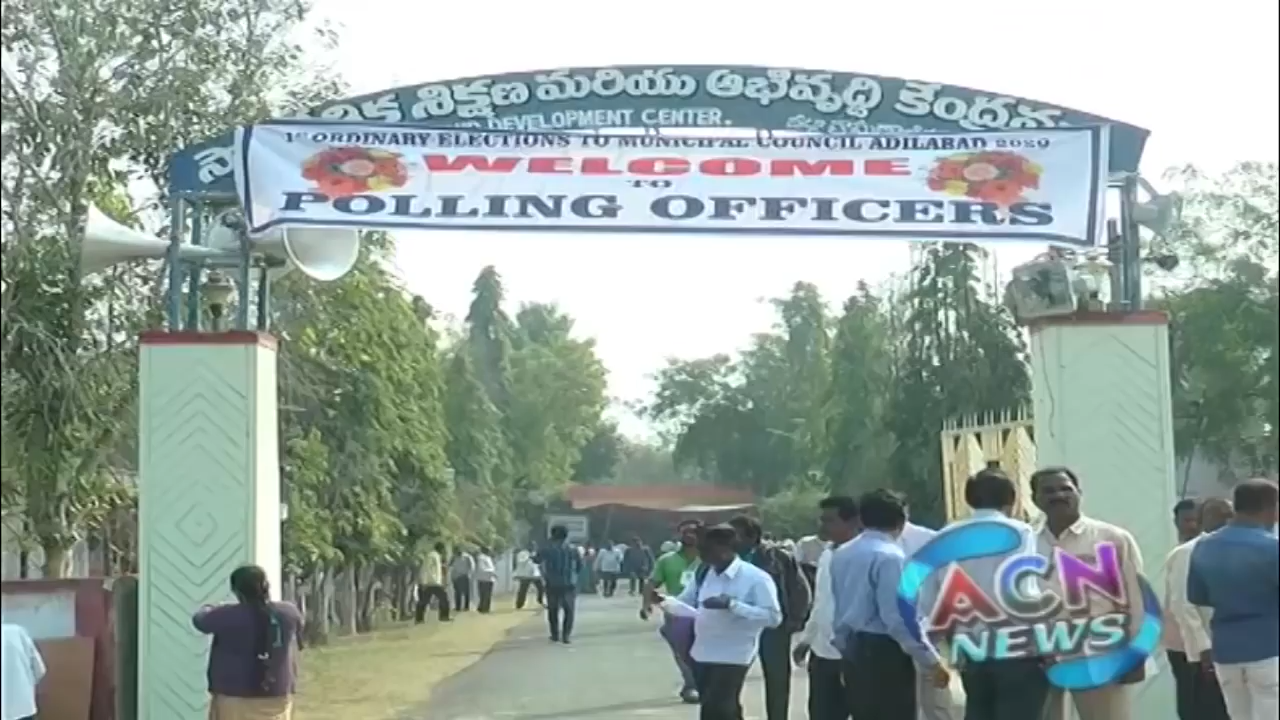 శిక్షణ మరియు అభివృద్ధి కేంద్రము
DEVELOPMENT CENTER.
1st ORDINARY ELECTIONS TO MUNICIPAL COUNCIL ADILABAD 2020
WELCOME
TO
POLLING OFFICERS
ACN
NEWS